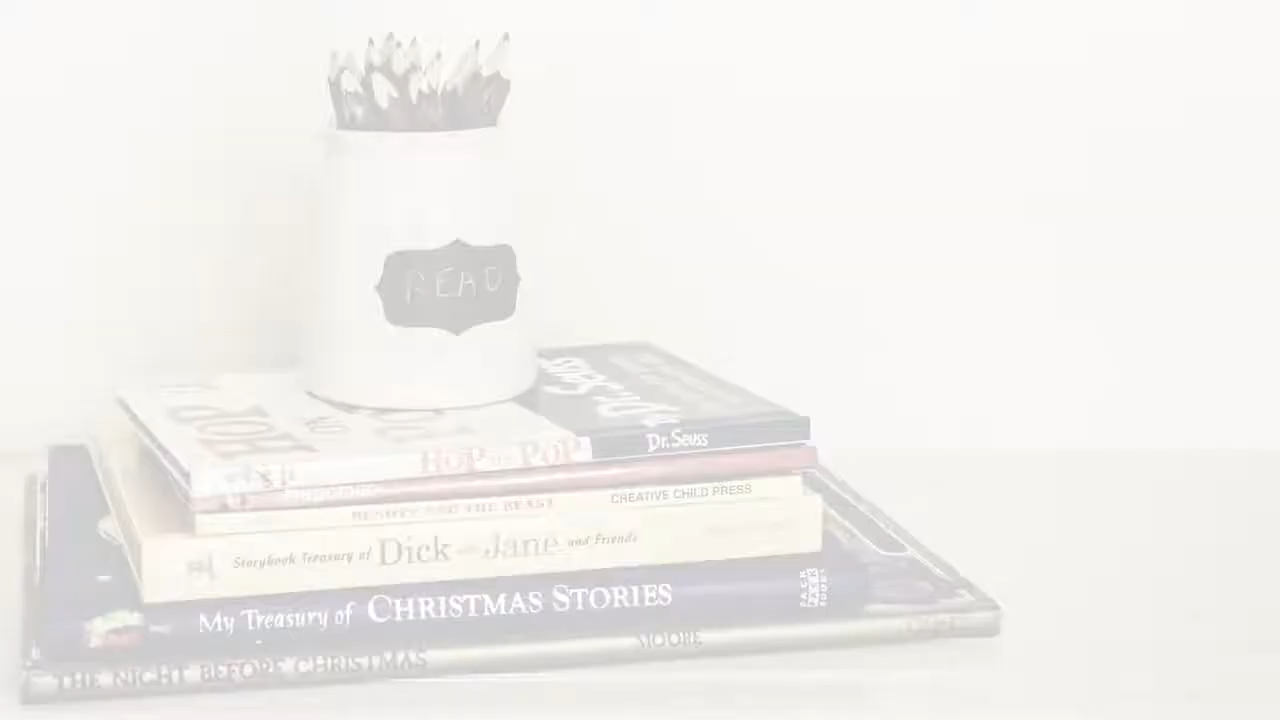 READ
Dr. Seuss
HOP
Dr. Seuss
HOP on POP
CREATIVE CHILD PRESS
BEAUTY AND THE BEAST
Storybook Treasury of Dick and Jane and Friends
My Treasury of CHRISTMAS STORIES
MOORE
THE NIGHT BEFORE CHRISTMAS